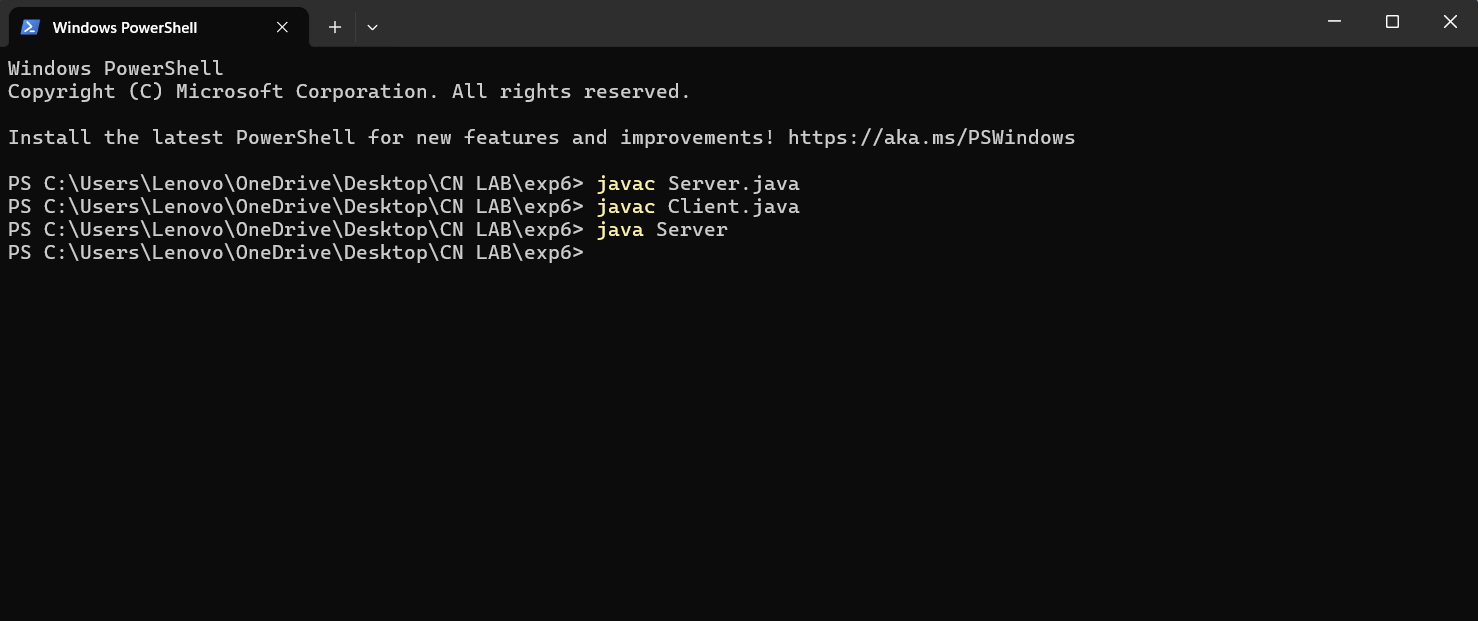 Windows PowerShell
Windows PowerShell
Copyright (C) Microsoft Corporation. All rights reserved.
Install the latest PowerShell for new features and improvements! https://aka.ms/PSWindows
PS C:\Users\Lenovo\OneDrive\Desktop\CN LAB\exp6> javac Server.java
PS C:\Users\Lenovo\OneDrive\Desktop\CN LAB\exp6> javac Client.java
PS C:\Users\Lenovo\OneDrive\Desktop\CN LAB\exp6> java Server
PS C:\Users\Lenovo\OneDrive\Desktop\CN LAB\exp6>